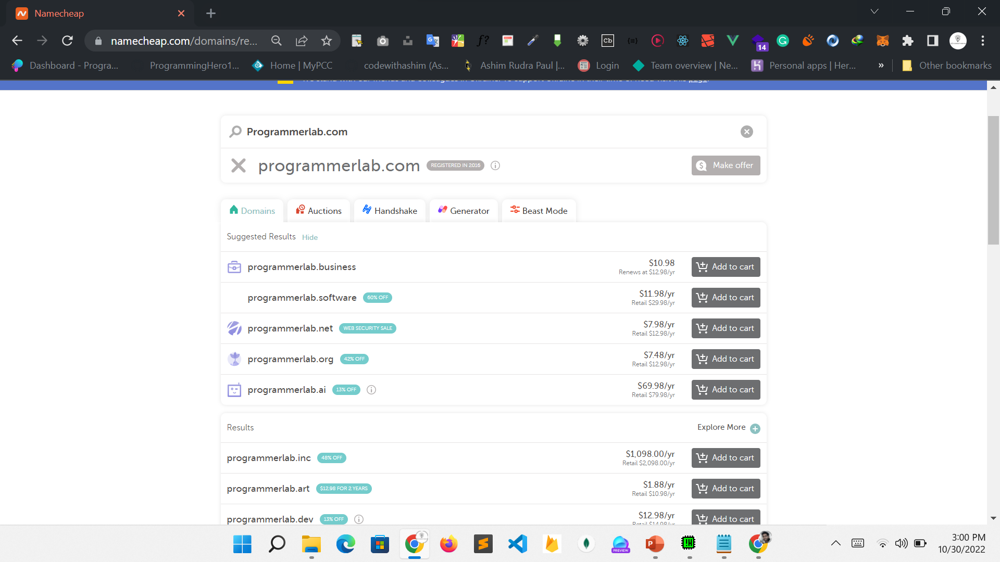 Namecheap
namecheap.com/domains/re...
14
Dashboard - Progra...
ProgrammingHero1...
Home | MyPCC
codewithashim (As...
Ashim Rudra Paul |...
Login
Team overview | Ne...
Personal apps | Her...
»
Other bookmarks
Programmerlab.com
programmerlab.com REGISTERED IN 2016
Make offer
Domains
Auctions
Handshake
Generator
Beast Mode
Suggested Results Hide
programmerlab.business
$10.98
Renews at $12.98/yr
Add to cart
programmerlab.software 60% OFF
$11.98/yr
Retail $29.98/yr
Add to cart
programmerlab.net WEB SECURITY SALE
$7.98/yr
Retail $12.98/yr
Add to cart
programmerlab.org 42% OFF
$7.48/yr
Retail $12.98/yr
Add to cart
programmerlab.ai 13% OFF
$69.98/yr
Retail $79.98/yr
Add to cart
Results
Explore More
programmerlab.inc 48% OFF
$1,098.00/yr
Retail $2,098.00/yr
Add to cart
programmerlab.art $12.98 FOR 2 YEARS
$1.88/yr
Retail $10.98/yr
Add to cart
programmerlab.dev 13% OFF
$12.98/yr
Retail $14.98/yr
Add to cart
PREVIEW
3:00 PM
10/30/2022